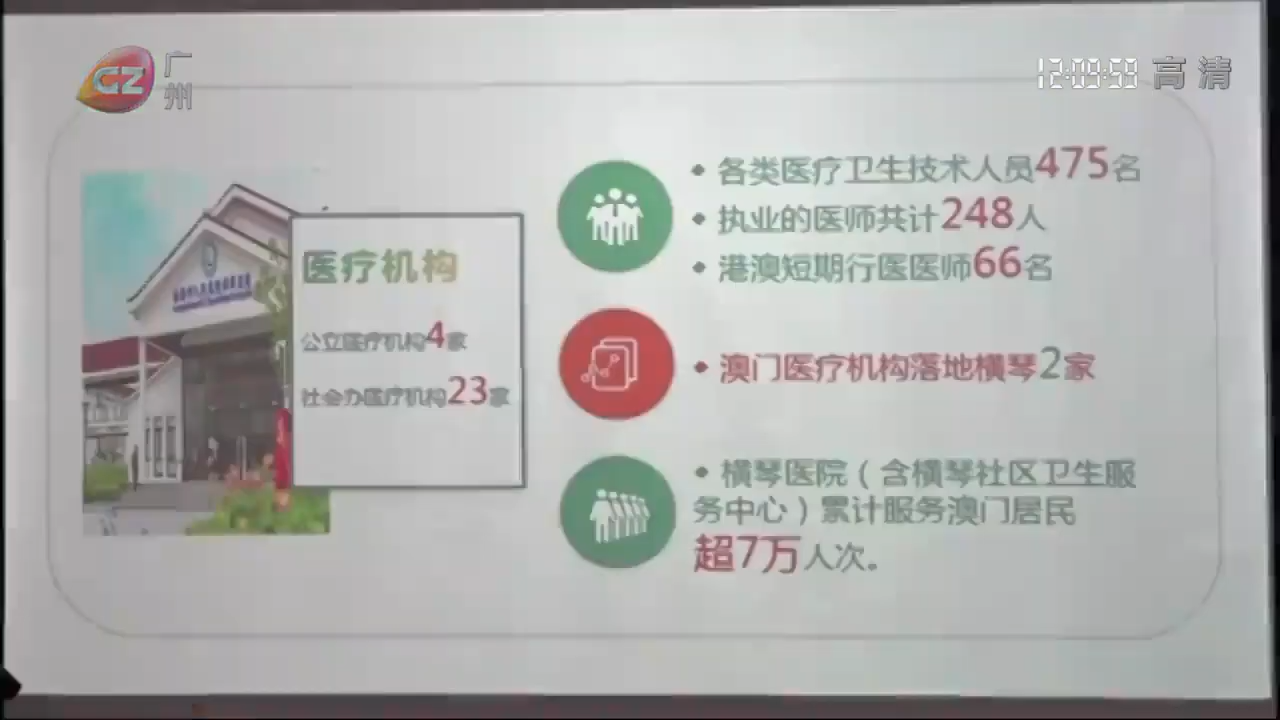 GZ
广
州
12:09:59 高清
医疗机构
公立医疗机构4家
社会办医疗机构23家
• 各类医疗卫生技术人员475名
• 执业的医师共计248人
• 港澳短期行医医师66名
• 澳门医疗机构落地横琴2家
• 横琴医院（含横琴社区卫生服
务中心）累计服务澳门居民
超7万人次。